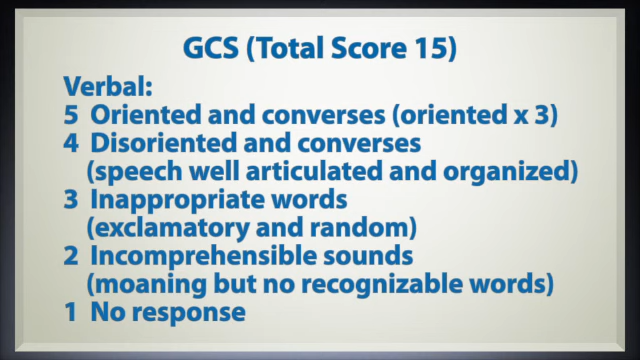 GCS (Total Score 15)
Verbal:
5 Oriented and converses (oriented x 3)
4 Disoriented and converses
(speech well articulated and organized)
3 Inappropriate words
(exclamatory and random)
2 Incomprehensible sounds
(moaning but no recognizable words)
1 No response